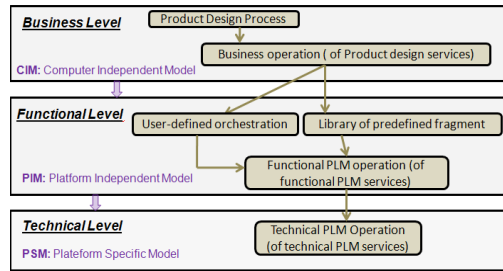 Business Level
Product Design Process
Business operation ( of Product design services)
CIM: Computer Independent Model
Functional Level
User-defined orchestration
Library of predefined fragment
Functional PLM operation (of
functional PLM services)
PIM: Platform Independent Model
Technical Level
Technical PLM Operation
(of technical PLM services)
PSM: Plateform Specific Model